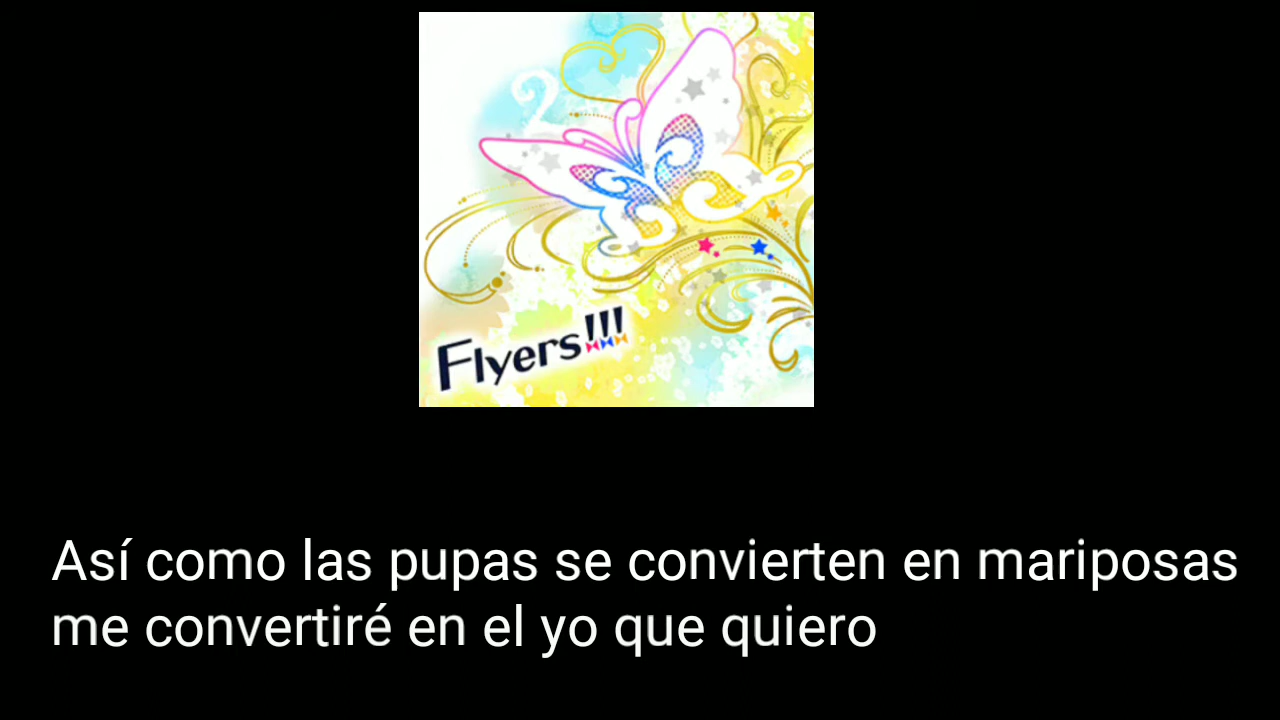 Flyers!!!
Así como las pupas se convierten en mariposas
me convertiré en el yo que quiero